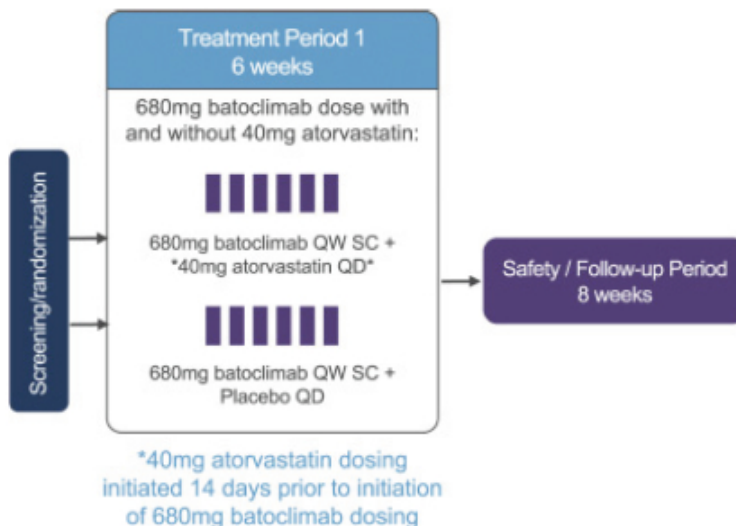 Screening/randomization
Treatment Period 1
6 weeks
680mg batoclimab dose with
and without 40mg atorvastatin:
680mg batoclimab QW SC +
*40mg atorvastatin QD*
680mg batoclimab QW SC +
Placebo QD
*40mg atorvastatin dosing
initiated 14 days prior to initiation
of 680mg batoclimab dosing
Safety / Follow-up Period
8 weeks